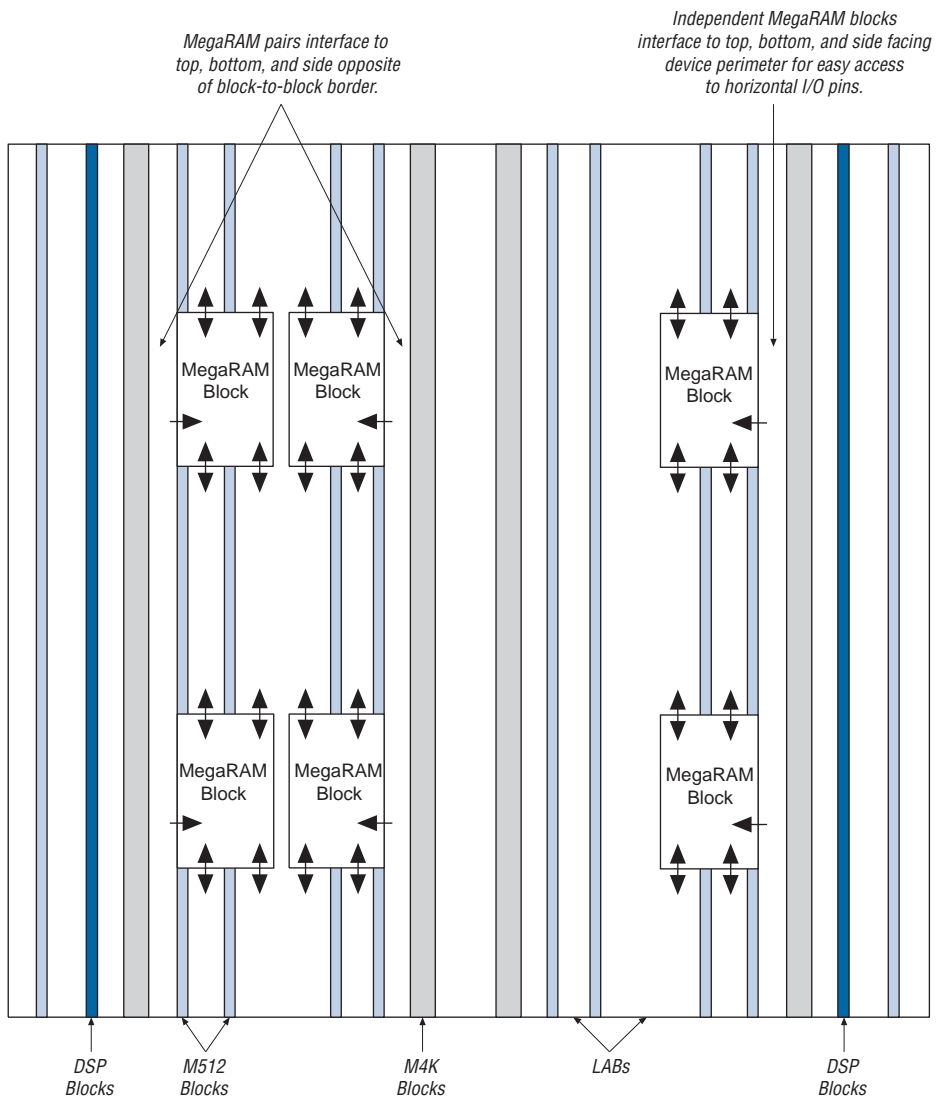 MegaRAM pairs interface to
top, bottom, and side opposite
of block-to-block border.
Independent MegaRAM blocks
interface to top, bottom, and side facing
device perimeter for easy access
to horizontal I/O pins.
MegaRAM
Block
MegaRAM
Block
MegaRAM
Block
MegaRAM
Block
MegaRAM
Block
MegaRAM
Block
DSP
Blocks
M512
Blocks
M4K
Blocks
LABs
DSP
Blocks